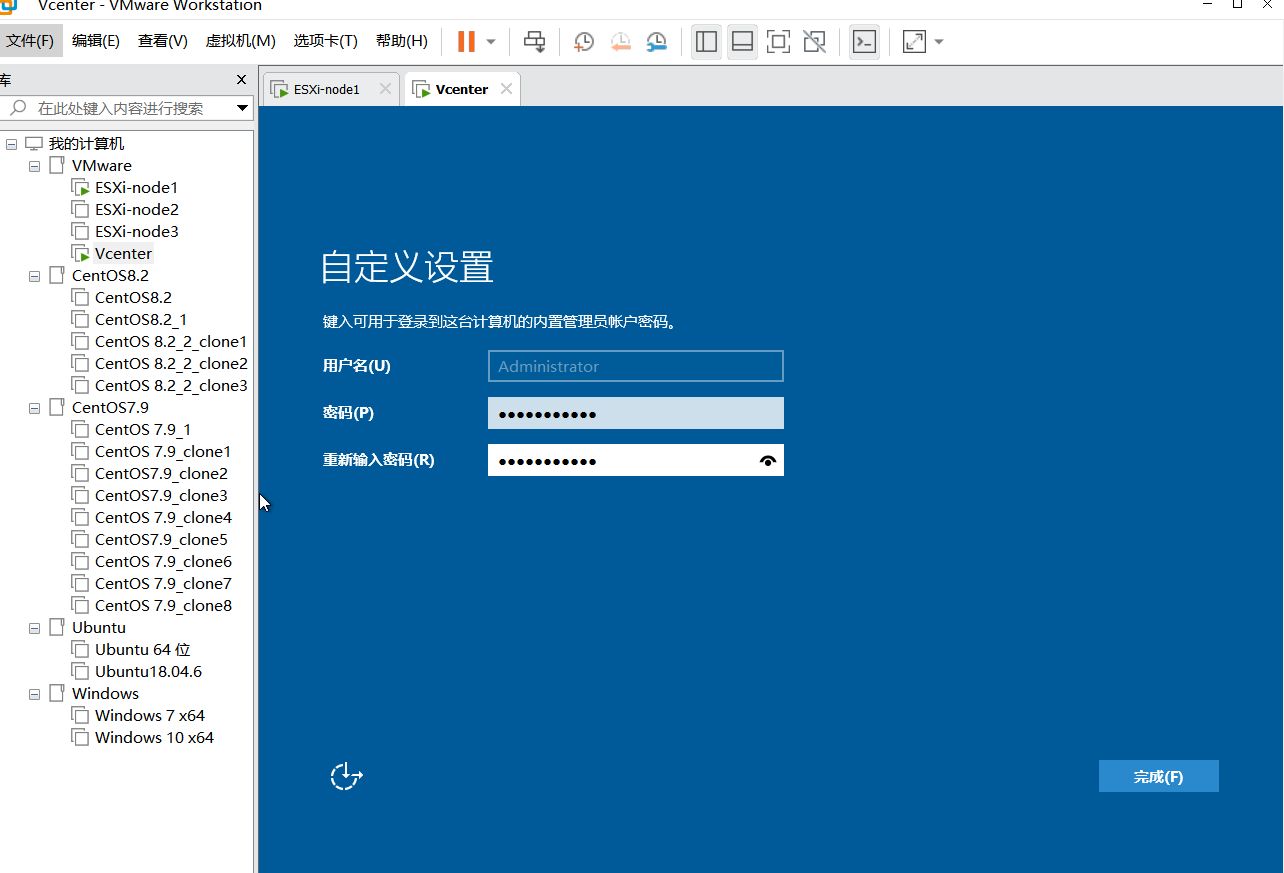 Vcenter - VMware Workstation
文件(F) 编辑(E) 查看(V) 虚拟机(M) 选项卡(T) 帮助(H)
库
在此处键入内容进行搜索
我的计算机
VMware
ESXi-node1
ESXi-node2
ESXi-node3
Vcenter
CentOS8.2
CentOS8.2
CentOS8.2_1
CentOS 8.2_2_clone1
CentOS 8.2_2_clone2
CentOS 8.2_2_clone3
CentOS7.9
CentOS 7.9_1
CentOS 7.9_clone1
CentOS7.9_clone2
CentOS7.9_clone3
CentOS 7.9_clone4
CentOS7.9_clone5
CentOS 7.9_clone6
CentOS 7.9_clone7
CentOS 7.9_clone8
Ubuntu
Ubuntu 64 位
Ubuntu18.04.6
Windows
Windows 7 x64
Windows 10 x64
ESXi-node1 Vcenter
自定义设置
键入可用于登录到这台计算机的内置管理员帐户密码。
用户名(U) Administrator
密码(P) ●●●●●●●●●●●
重新输入密码(R) ●●●●●●●●●●●
完成(F)